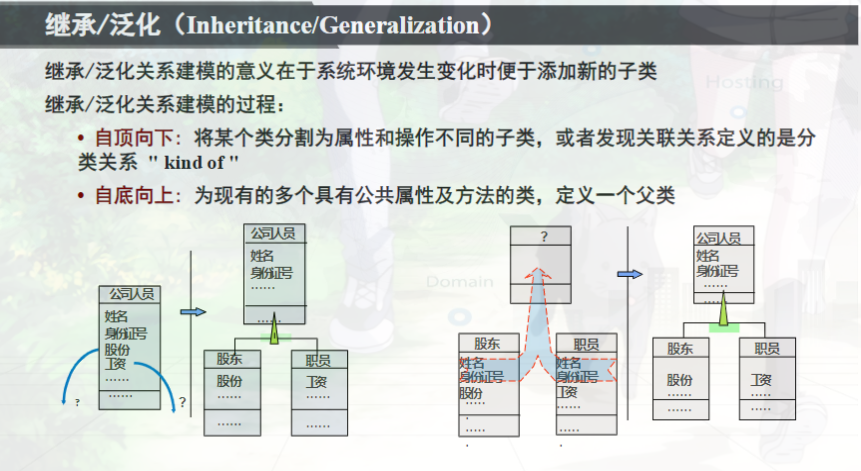 继承/泛化（Inheritance/Generalization）
继承/泛化关系建模的意义在于系统环境发生变化时便于添加新的子类
继承/泛化关系建模的过程：
• 自顶向下：将某个类分割为属性和操作不同的子类，或者发现关联关系定义的是分
类关系 " kind of "
• 自底向上：为现有的多个具有公共属性及方法的类，定义一个父类
Hosting
Domain
公司人员
姓名
身份证号
股份
工资
……
……
?
?
公司人员
姓名
身份证号
……
……
股东
股份
……
……
职员
工资
……
……
?
股东
姓名
身份证号
股份
……
.
……
.
职员
姓名
身份证号
工资
……
……
.
公司人员
姓名
身份证号
……
……
股东
股份
……
……
职员
工资
……
……